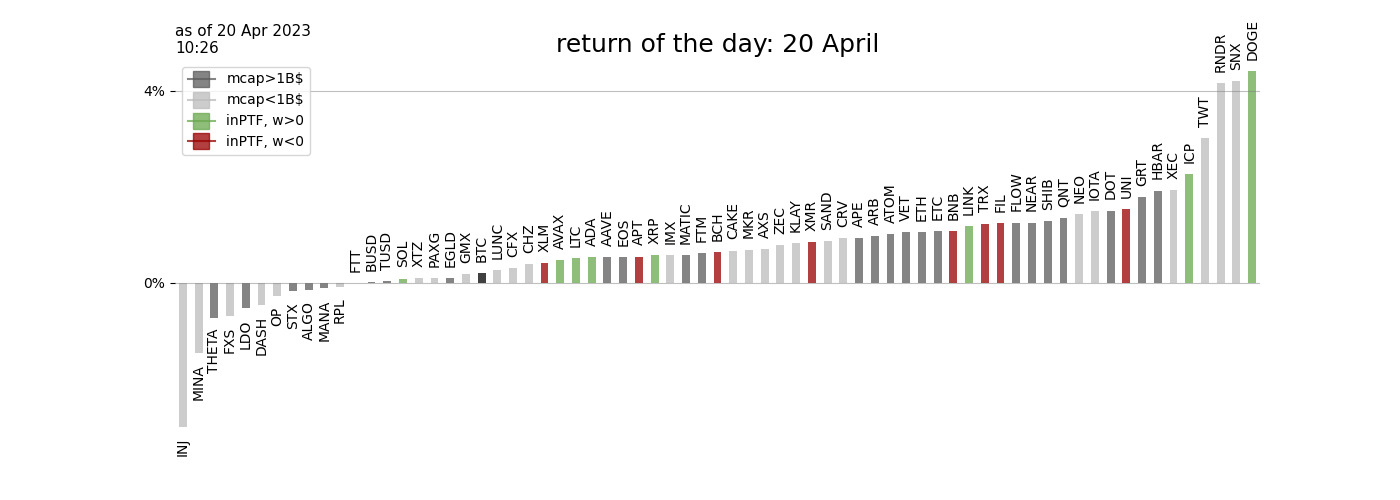 as of 20 Apr 2023
10:26
return of the day: 20 April
mcap>1B$
mcap<1B$
inPTF, w>0
inPTF, w<0
4%
0%
INJ
MINA
THETA
FXS
LDO
DASH
OP
STX
ALGO
MANA
RPL
FTT
BUSD
TUSD
SOL
XTZ
PAXG
EGLD
GMX
BTC
LUNC
CFX
CHZ
XLM
AVAX
LTC
ADA
AAVE
EOS
APT
XRP
IMX
MATIC
FTM
BCH
CAKE
MKR
AXS
ZEC
KLAY
XMR
SAND
CRV
APE
ARB
ATOM
VET
ETH
ETC
BNB
LINK
TRX
FIL
FLOW
NEAR
SHIB
QNT
NEO
IOTA
DOT
UNI
GRT
HBAR
XEC
ICP
TWT
RNDR
SNX
DOGE